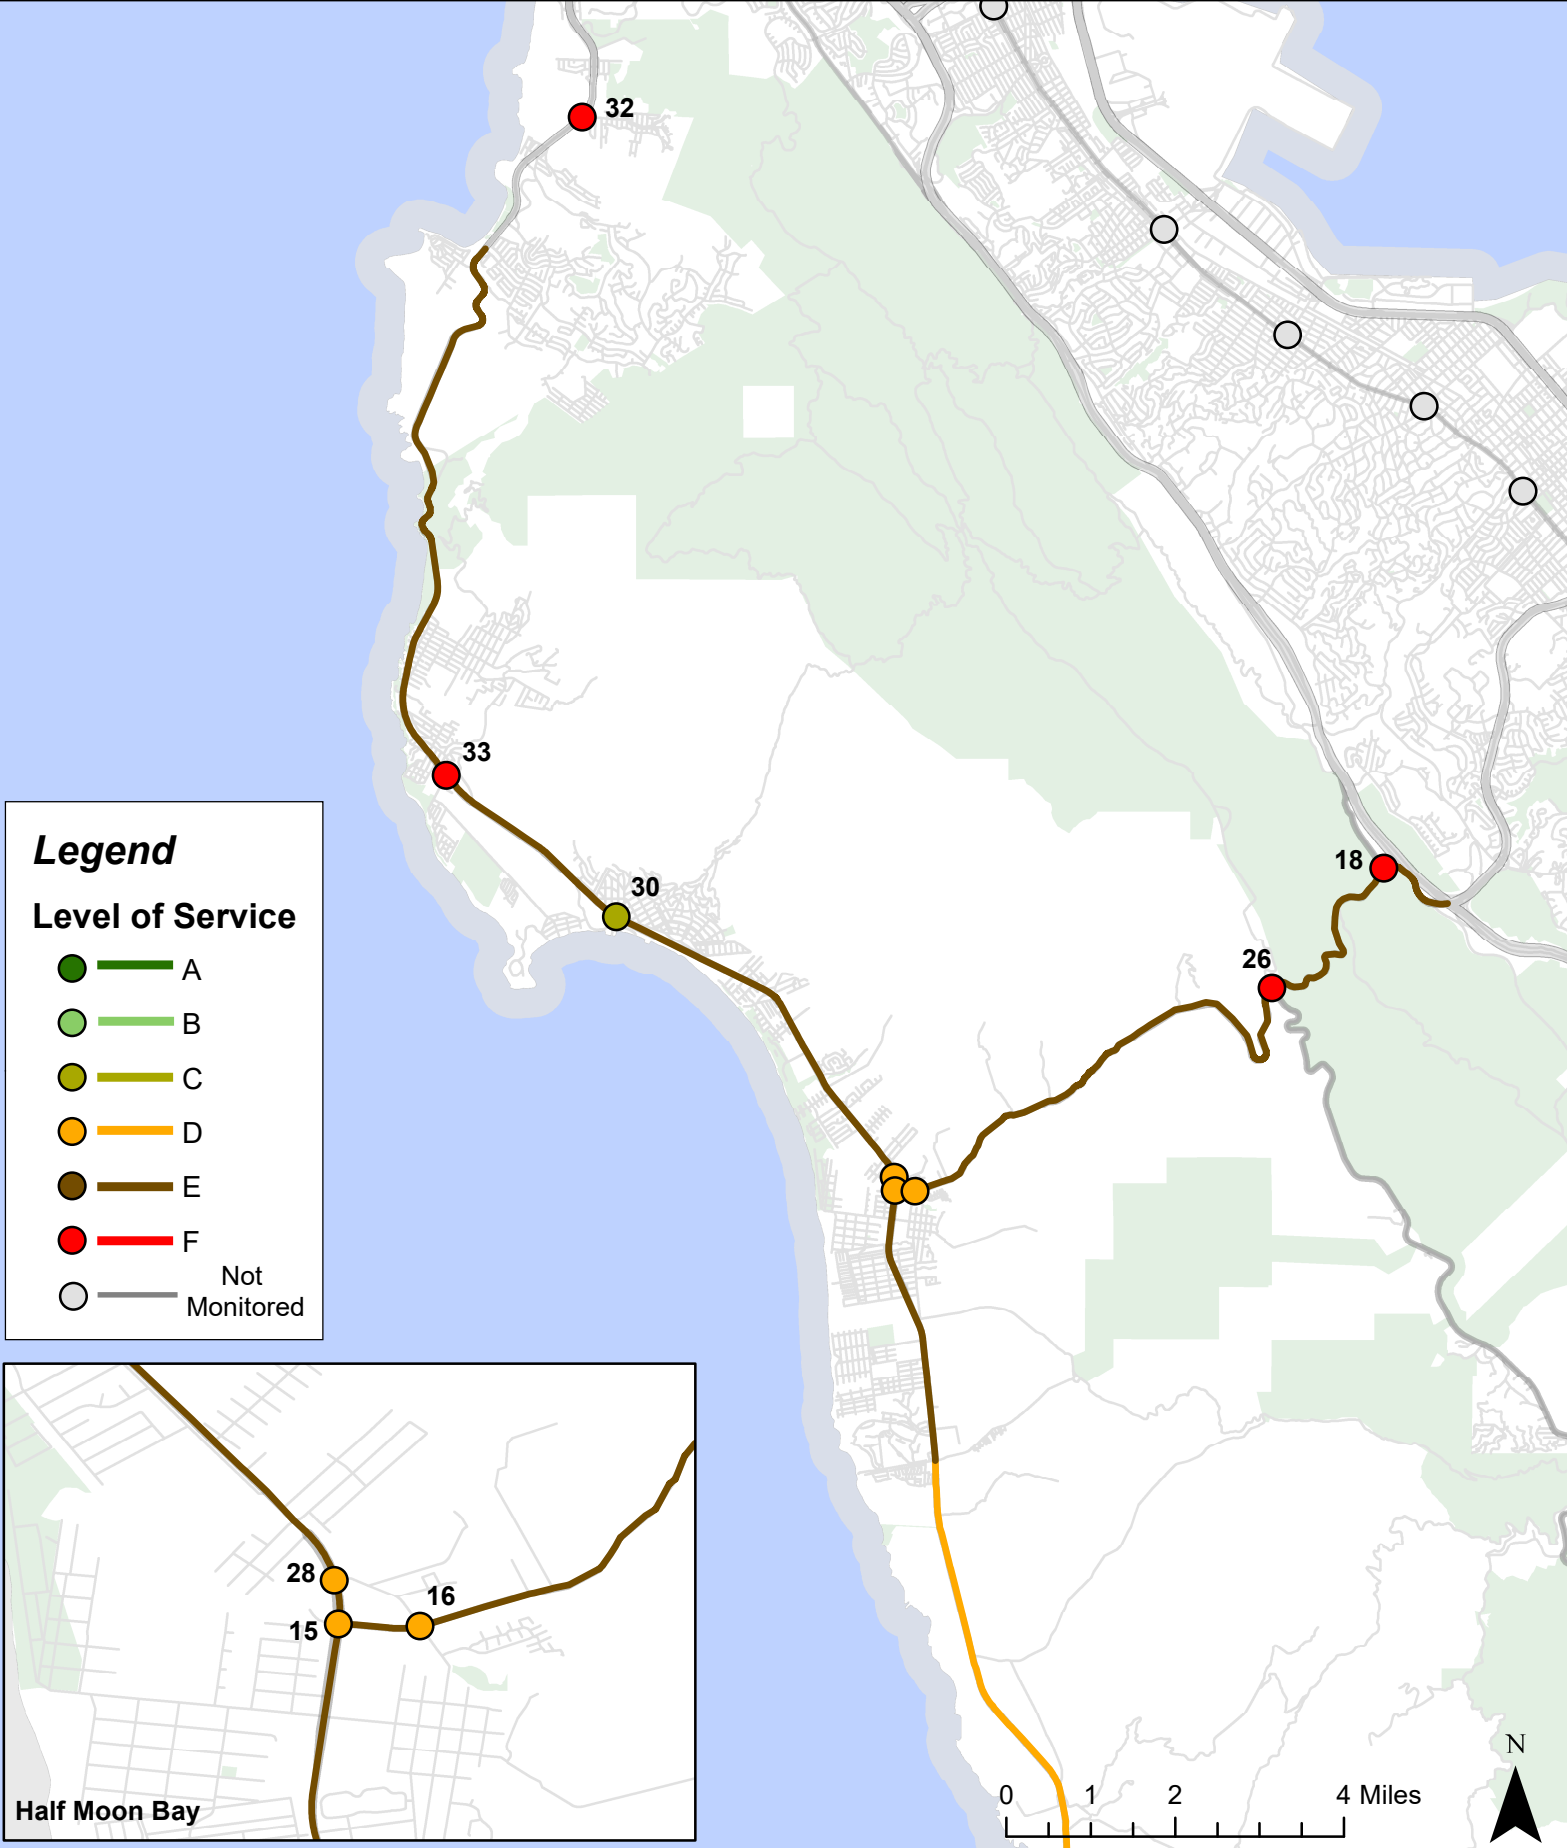 32
33
30
18
26
Legend
Level of Service
A
B
C
D
E
F
Not
Monitored
28
16
15
Half Moon Bay
N
0 1 2 4 Miles